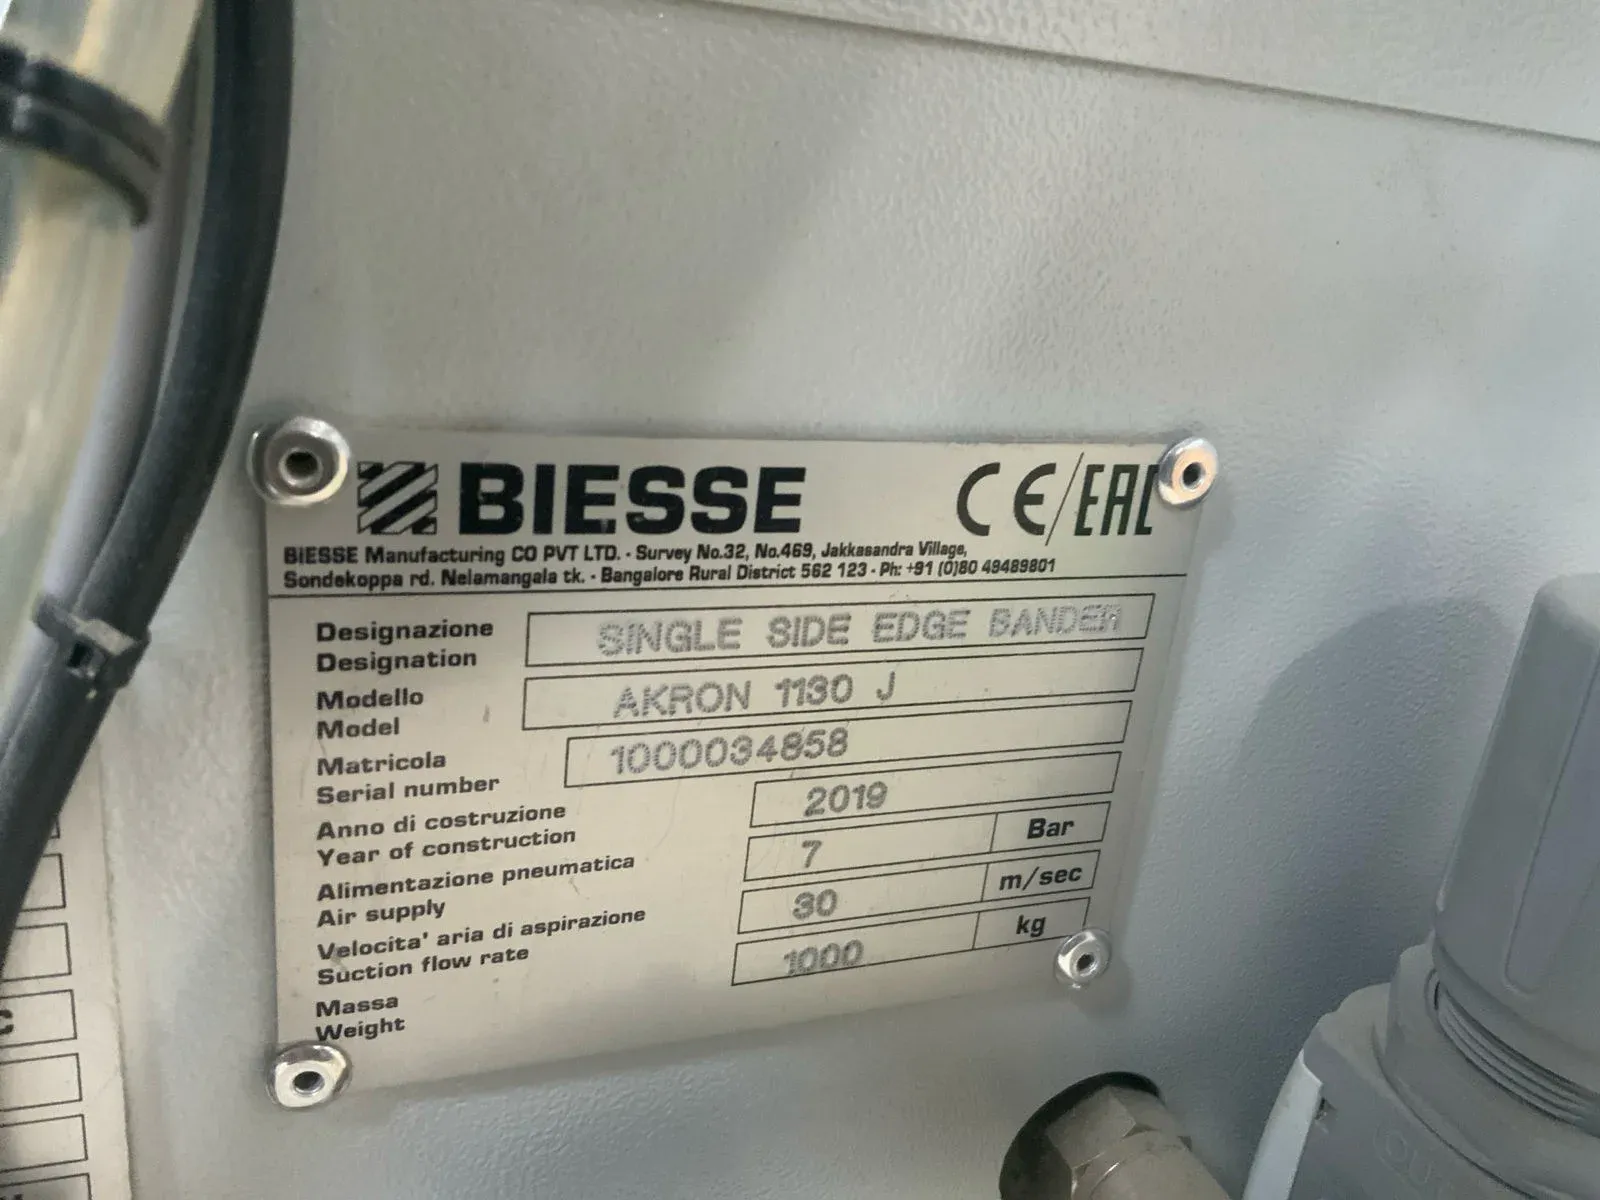 BIESSE CE/EAC
BIESSE Manufacturing CO PVT LTD. - Survey No.32, No.469, Jakkasandra Village,
Sondekoppa rd. Nelamangala tk. - Bangalore Rural District 562 123 - Ph: +91 (0)80 49489801
Designazione
Designation
SINGLE SIDE EDGE BANDER
Modello
Model
AKRON 1130 J
Matricola
Serial number
1000034858
Anno di costruzione
Year of construction
2019
Alimentazione pneumatica
Air supply
7 Bar
Velocita' aria di aspirazione
Suction flow rate
30 m/sec
Massa
Weight
1000 kg